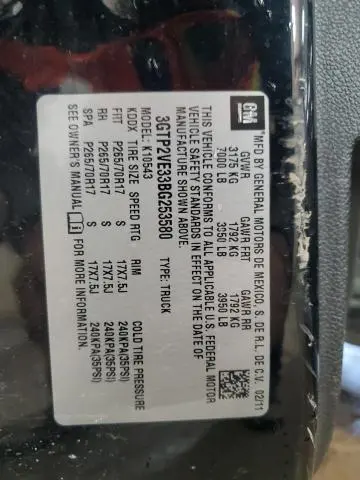 GM
MFD BY GENERAL MOTORS DE MEXICO, S. DE R.L. DE C.V. 02/11
GVWR GAWR FRT GAWR RR
3175 KG 1792 KG 1792 KG
7000 LB 3950 LB 3950 LB
THIS VEHICLE CONFORMS TO ALL APPLICABLE U.S. FEDERAL MOTOR
VEHICLE SAFETY STANDARDS IN EFFECT ON THE DATE OF
MANUFACTURE SHOWN ABOVE.
3GTP2VE33BG253580 TYPE: TRUCK
MODEL: K10543
KDDX TIRE SIZE SPEED RTG RIM COLD TIRE PRESSURE
FRT P265/70R17 S 17X7.5J 240KPA(35PSI)
RR P265/70R17 S 17X7.5J 240KPA(35PSI)
SPA P265/70R17 S 17X7.5J 240KPA(35PSI)
SEE OWNER'S MANUAL i FOR MORE INFORMATION.